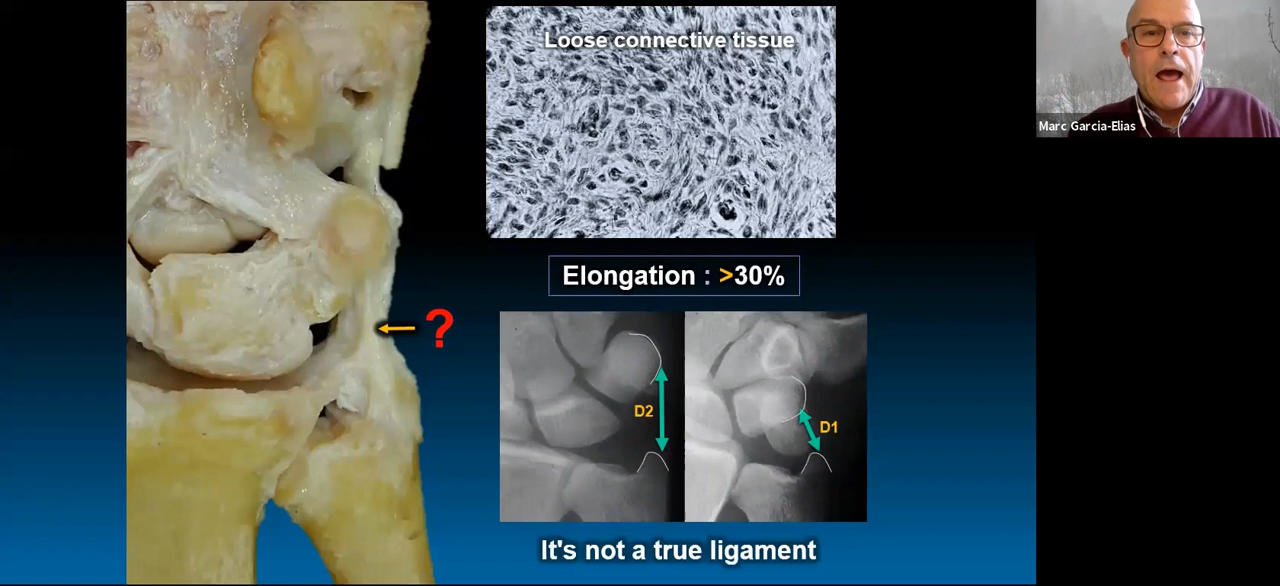 Loose connective tissue
Marc Garcia-Elias
Elongation : >30%
?
D2
D1
It's not a true ligament